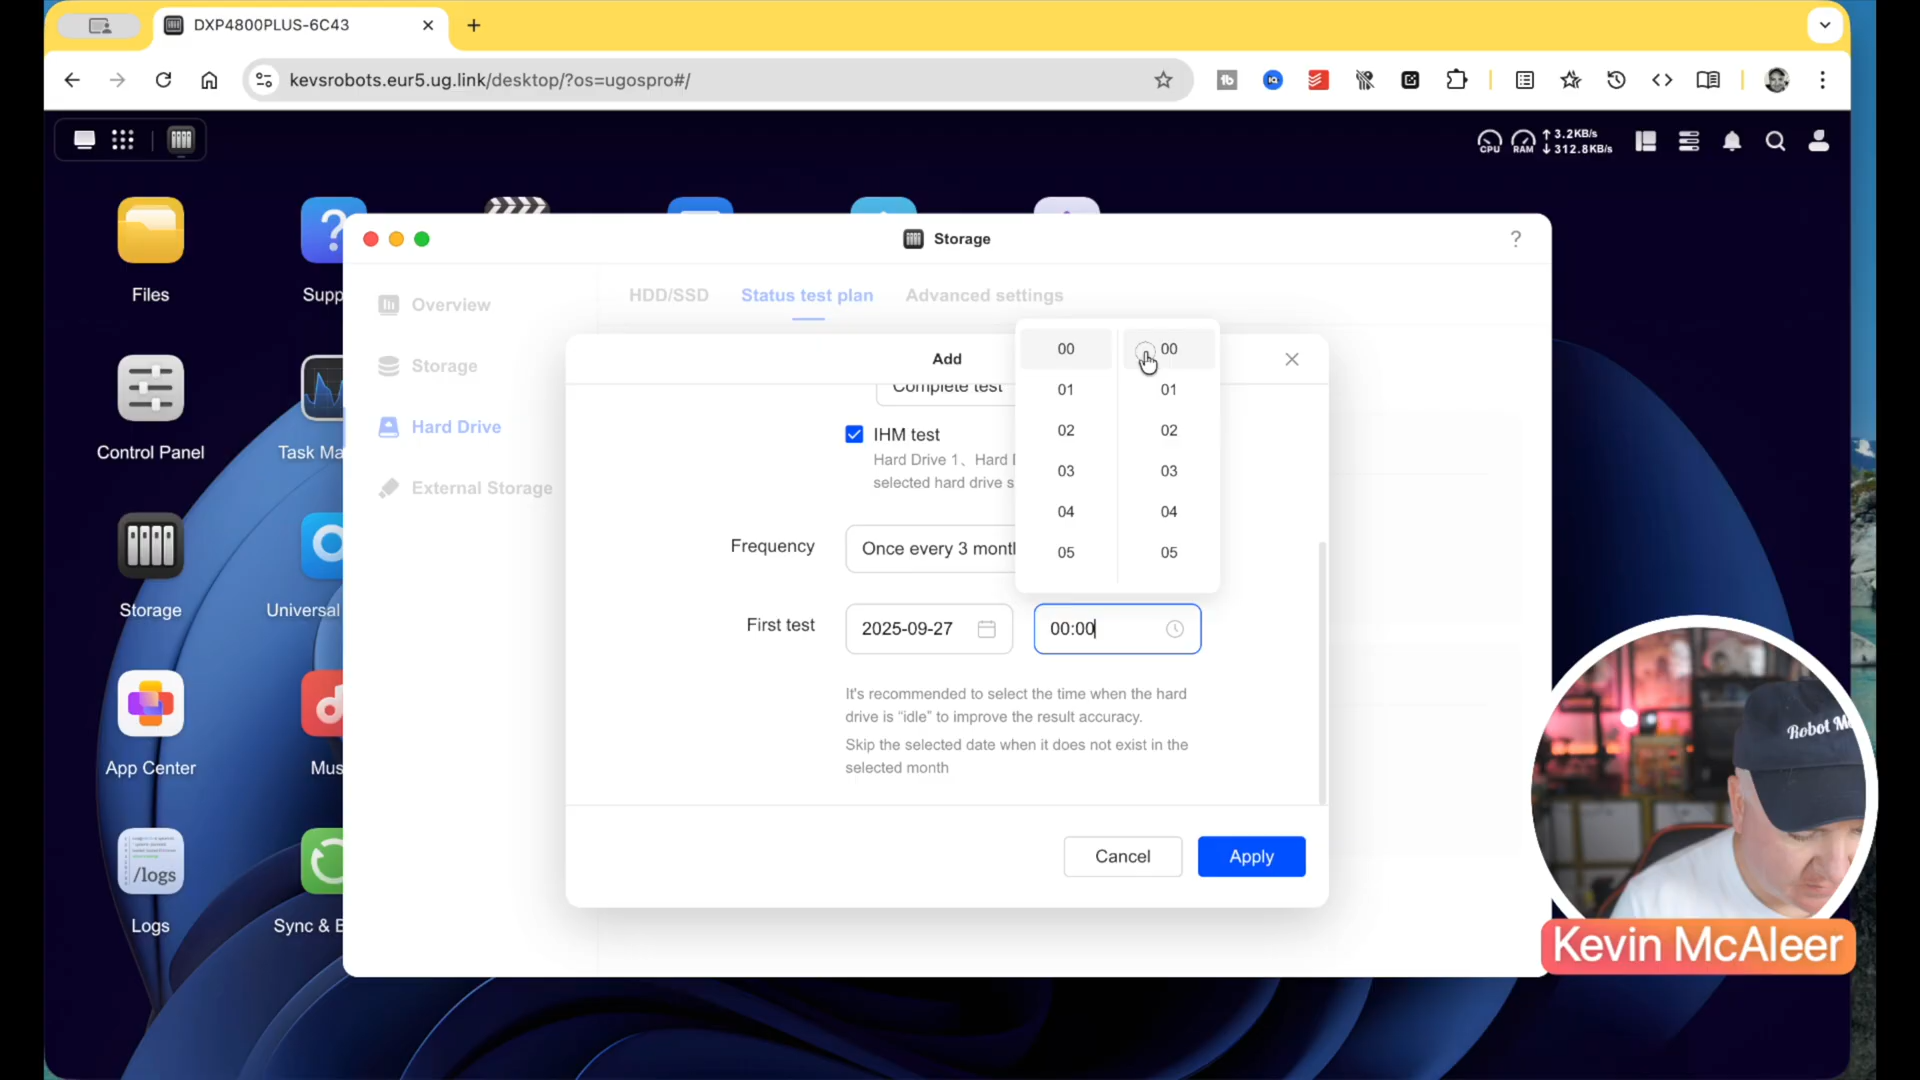 DXP4800PLUS-6C43
kevsrobots.eur5.ug.link/desktop/?os=ugospro#/
CPU
RAM
3.2KB/s
312.8KB/s
Files
Supp
Control Panel
Task Ma
Storage
Universal
App Center
Mus
/logs
Logs
Sync & B
Storage
?
Overview
Storage
Hard Drive
External Storage
HDD/SSD
Status test plan
Advanced settings
Add
Complete test
IHM test
Hard Drive 1、Hard
selected hard drive s
Frequency
Once every 3 month
First test
2025-09-27
00:00
00 00
01 01
02 02
03 03
04 04
05 05
It's recommended to select the time when the hard
drive is “idle” to improve the result accuracy.
Skip the selected date when it does not exist in the
selected month
Cancel
Apply
Robot M
Kevin McAleer